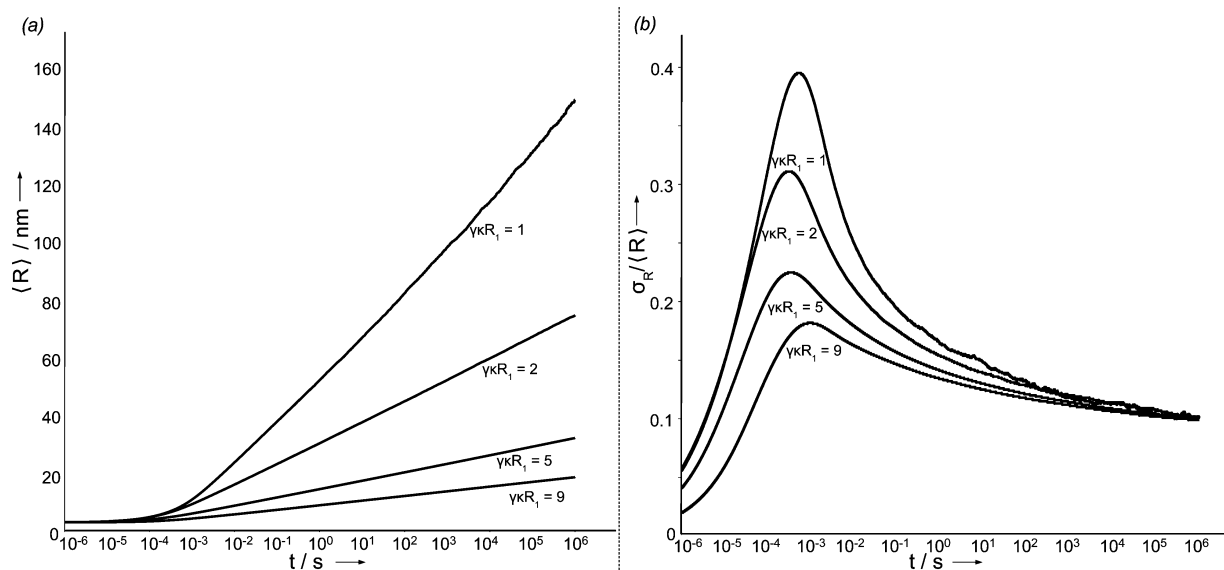 (a)
160
140
120
100
80
60
40
20
0
⟨R⟩ / nm ⟶
γκR₁ = 1
γκR₁ = 2
γκR₁ = 5
γκR₁ = 9
10⁻⁶ 10⁻⁵ 10⁻⁴ 10⁻³ 10⁻² 10⁻¹ 10⁰ 10¹ 10² 10³ 10⁴ 10⁵ 10⁶
t / s ⟶
(b)
0.4
0.3
0.2
0.1
0
σ_R/⟨R⟩ ⟶
γκR₁ = 1
γκR₁ = 2
γκR₁ = 5
γκR₁ = 9
10⁻⁶ 10⁻⁵ 10⁻⁴ 10⁻³ 10⁻² 10⁻¹ 10⁰ 10¹ 10² 10³ 10⁴ 10⁵ 10⁶
t / s ⟶